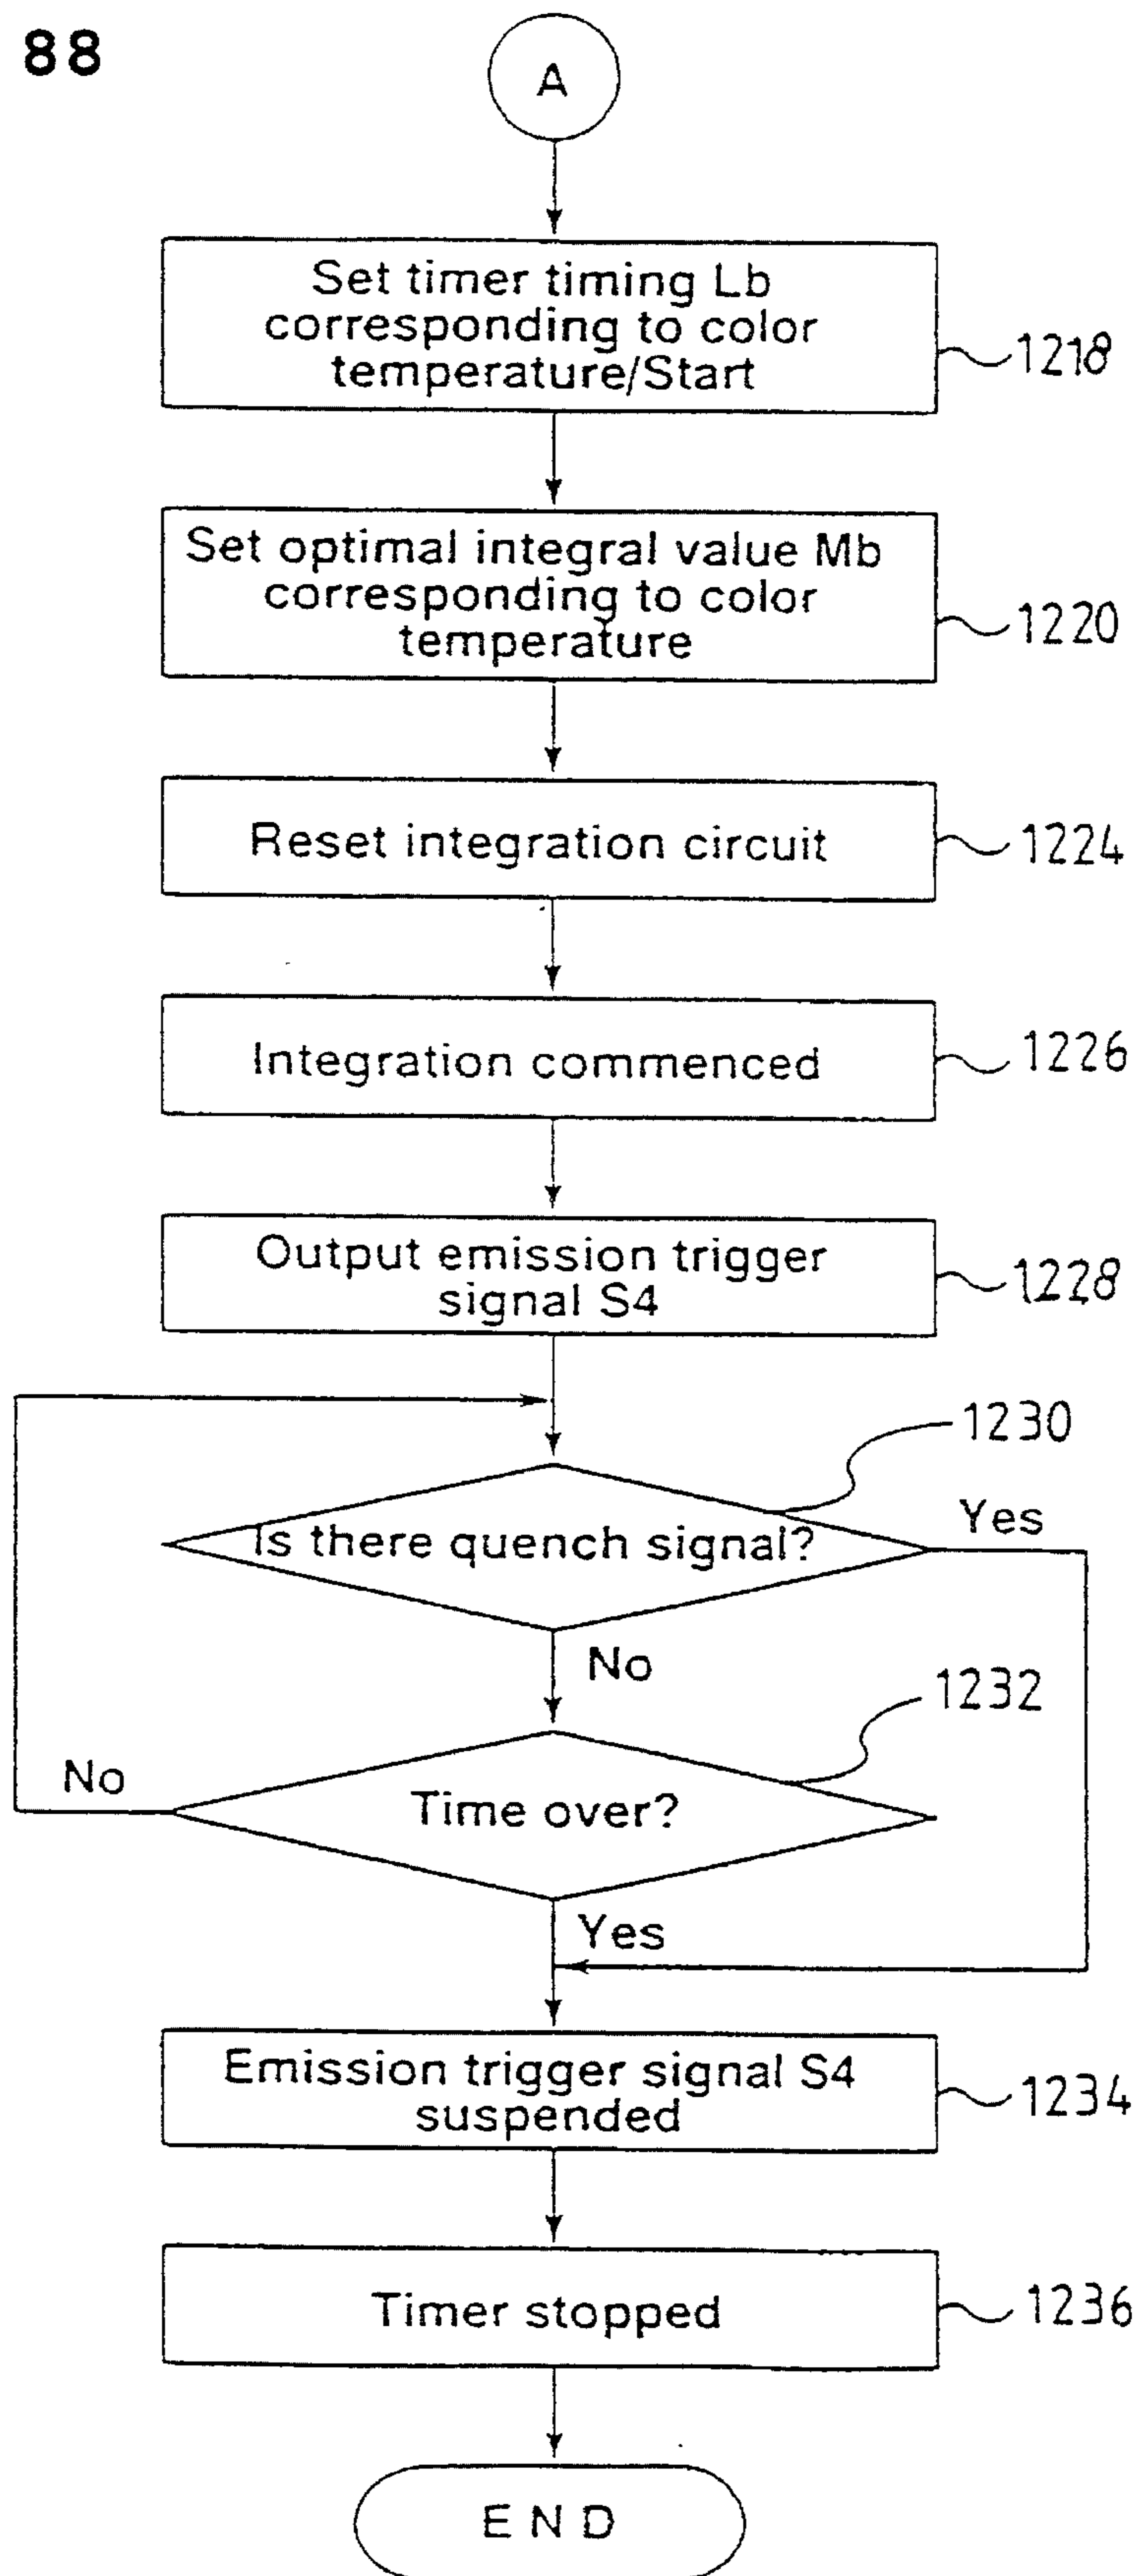 88
A
Set timer timing Lb
corresponding to color
temperature/Start
1218
Set optimal integral value Mb
corresponding to color
temperature
1220
Reset integration circuit
1224
Integration commenced
1226
Output emission trigger
signal S4
1228
1230
Is there quench signal?
Yes
No
1232
No
Time over?
Yes
Emission trigger signal S4
suspended
1234
Timer stopped
1236
END